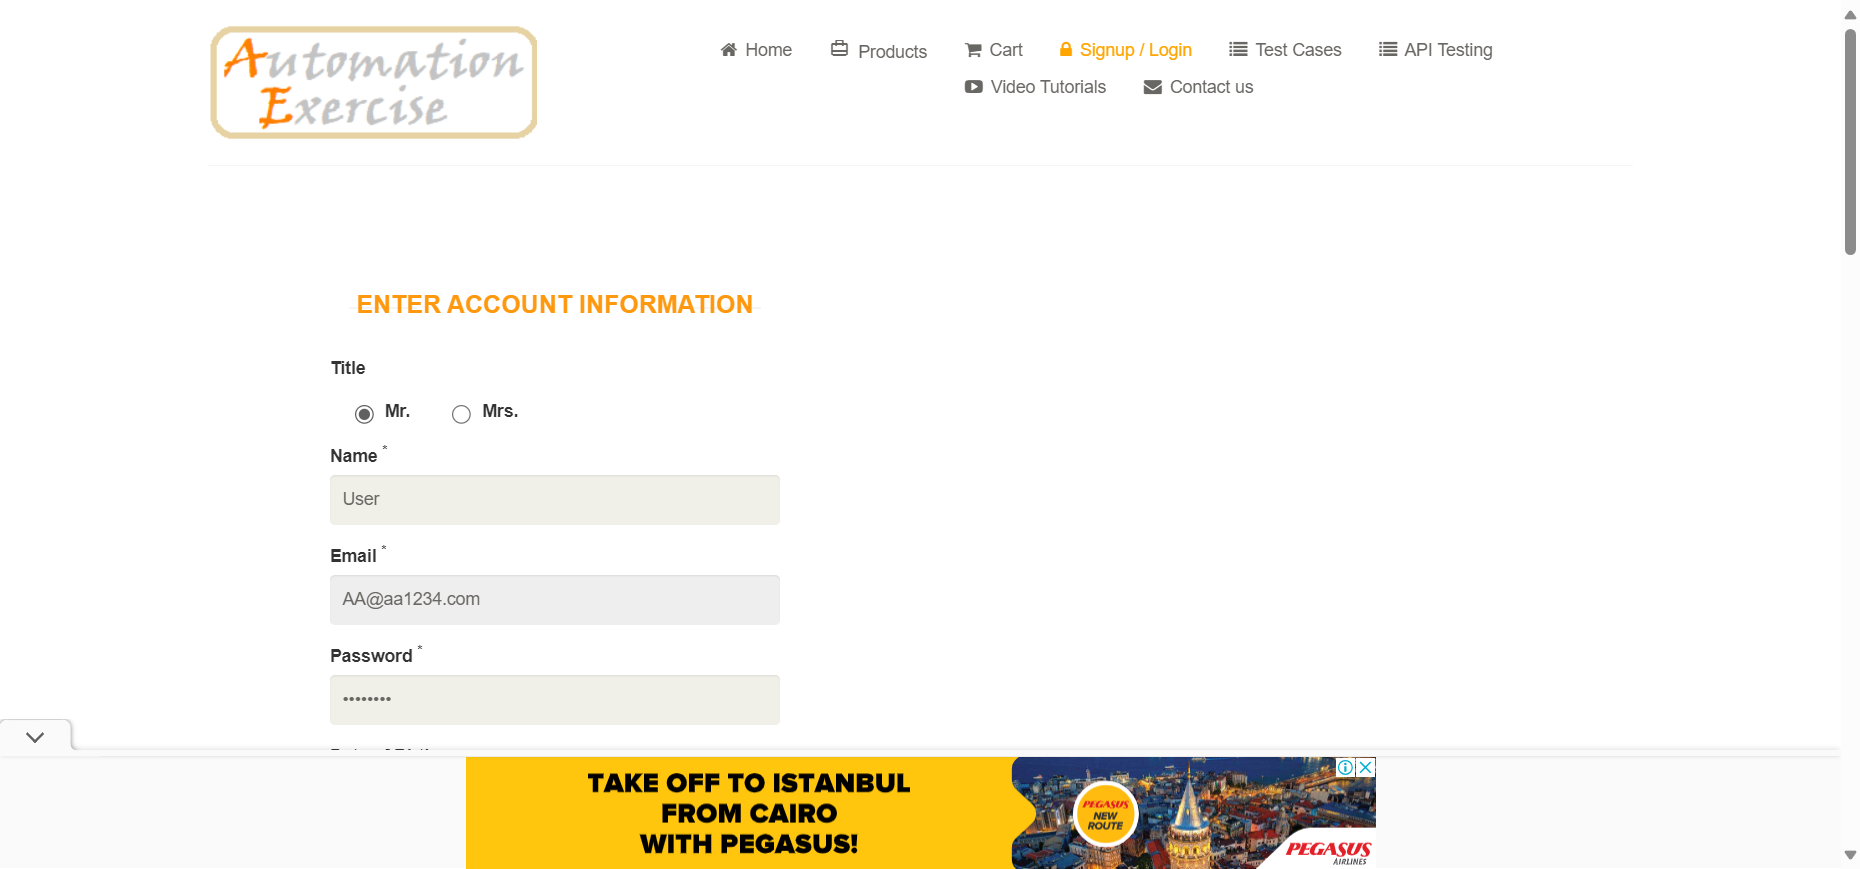 Automation
Exercise
Home
Products
Cart
Signup / Login
Test Cases
API Testing
Video Tutorials
Contact us
ENTER ACCOUNT INFORMATION
Title
Mr.
Mrs.
Name *
User
Email *
AA@aa1234.com
Password *
••••••••
TAKE OFF TO ISTANBUL
FROM CAIRO
WITH PEGASUS!
PEGASUS
NEW
ROUTE
PEGASUS
AIRLINES